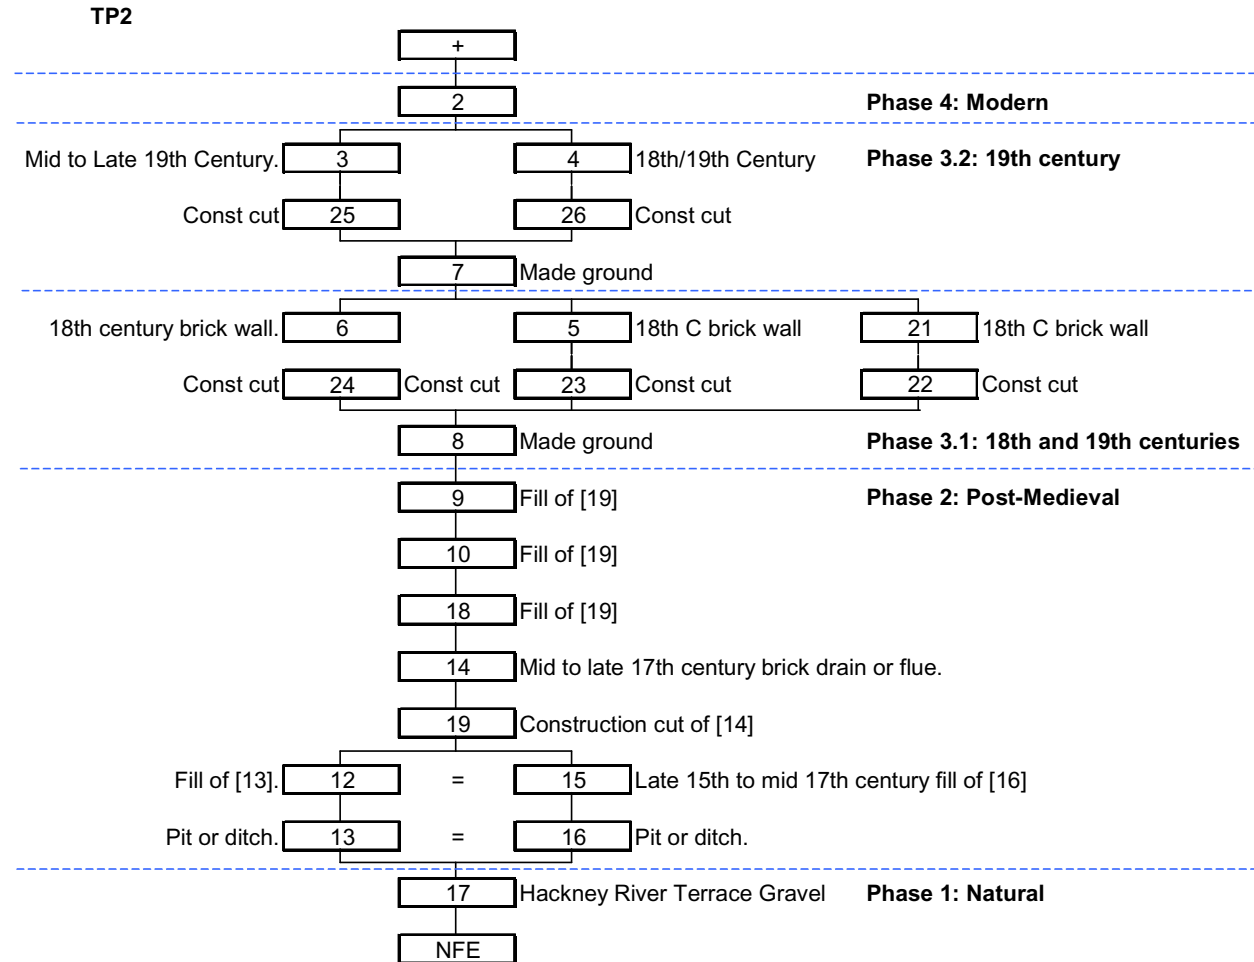 TP2
+
2 Phase 4: Modern
Mid to Late 19th Century. 3 4 18th/19th Century Phase 3.2: 19th century
Const cut 25 26 Const cut
7 Made ground
18th century brick wall. 6 5 18th C brick wall 21 18th C brick wall
Const cut 24 Const cut 23 Const cut 22 Const cut
8 Made ground Phase 3.1: 18th and 19th centuries
9 Fill of [19] Phase 2: Post-Medieval
10 Fill of [19]
18 Fill of [19]
14 Mid to late 17th century brick drain or flue.
19 Construction cut of [14]
Fill of [13]. 12 = 15 Late 15th to mid 17th century fill of [16]
Pit or ditch. 13 = 16 Pit or ditch.
17 Hackney River Terrace Gravel Phase 1: Natural
NFE